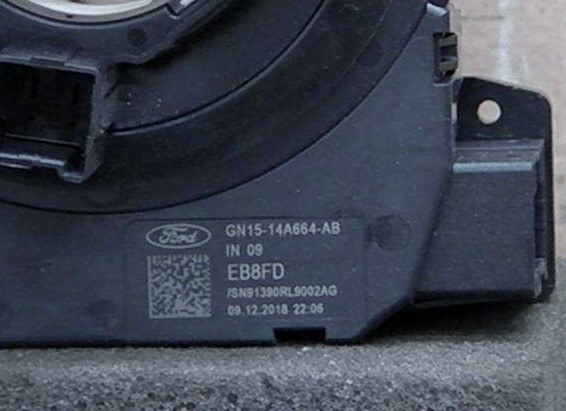 Ford
GN15-14A664-AB
IN 09
EB8FD
/SN91390RL9002AG
09.12.2018 22:06